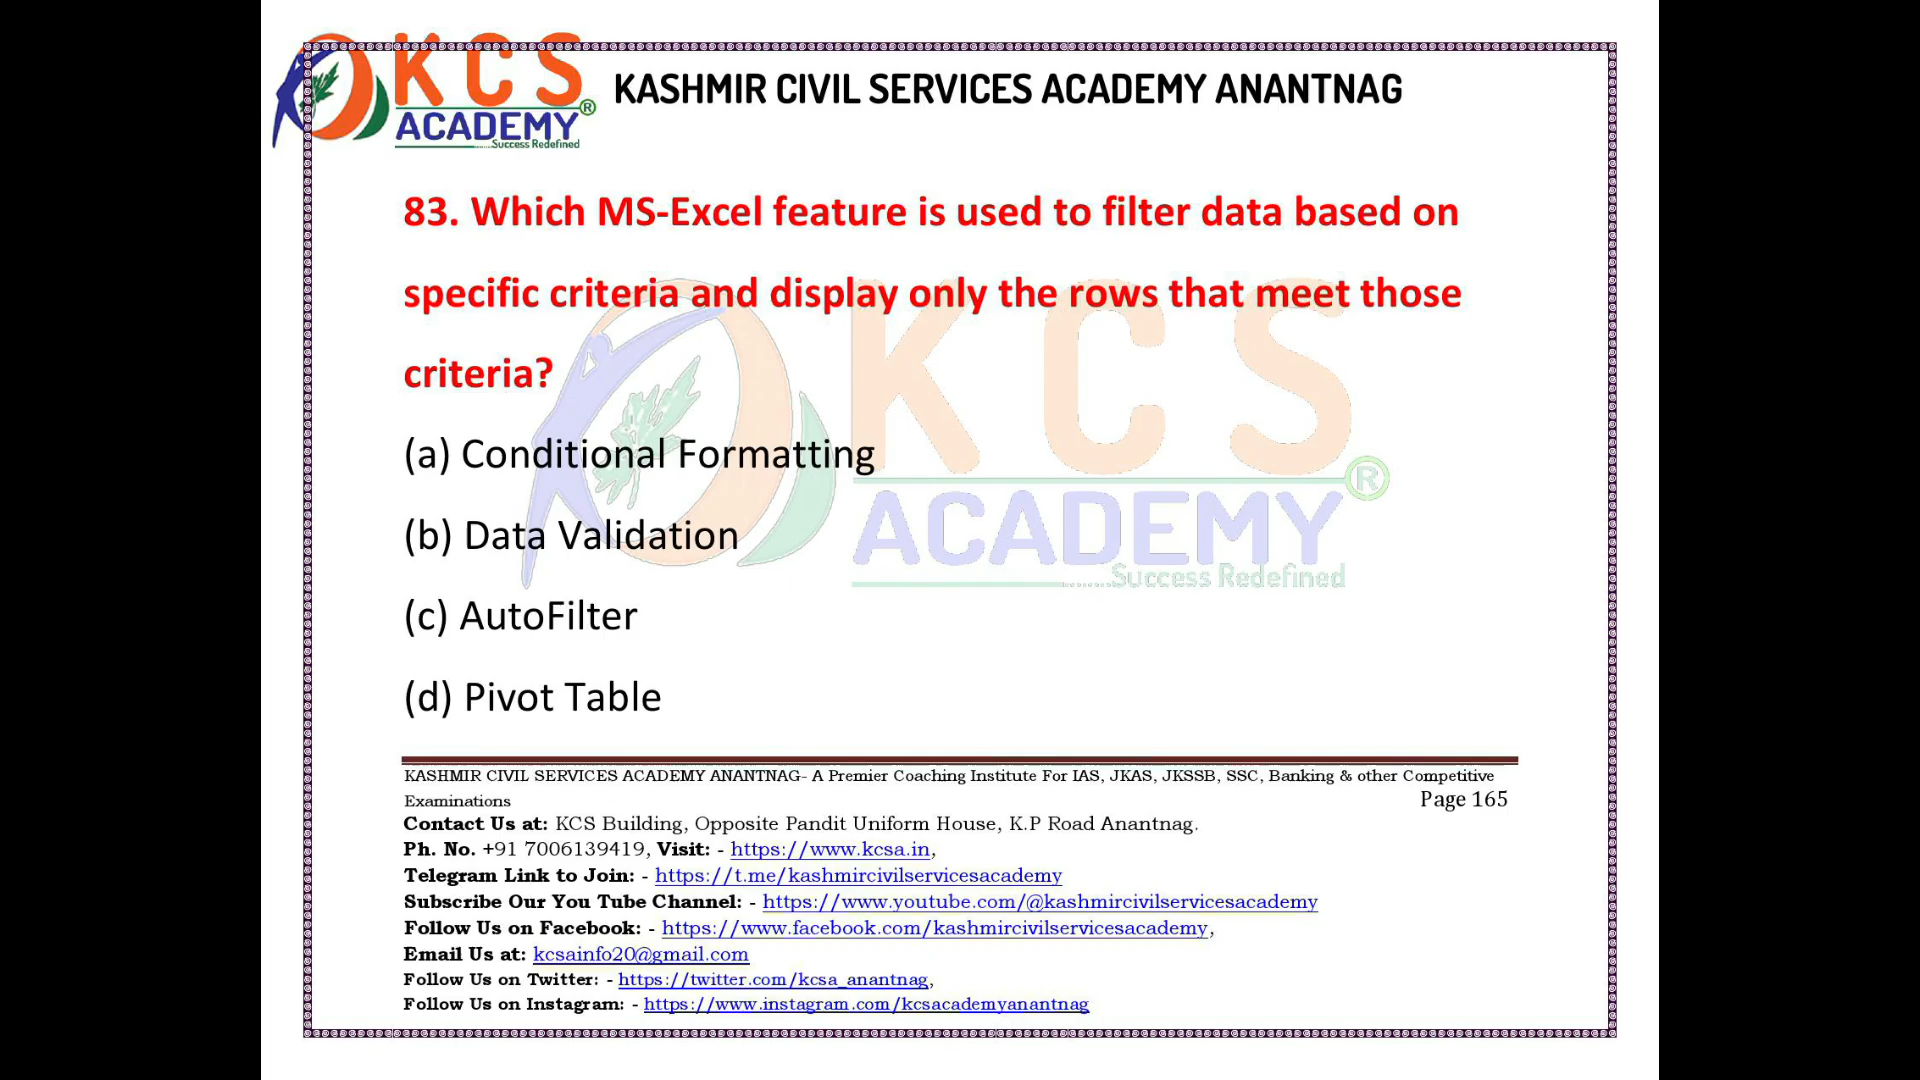 KCS
ACADEMY®
......Success Redefined
KASHMIR CIVIL SERVICES ACADEMY ANANTNAG
83. Which MS-Excel feature is used to filter data based on
specific criteria and display only the rows that meet those
criteria?
(a) Conditional Formatting
(b) Data Validation
(c) AutoFilter
(d) Pivot Table
KCS
ACADEMY®
.......Success Redefined
KASHMIR CIVIL SERVICES ACADEMY ANANTNAG- A Premier Coaching Institute For IAS, JKAS, JKSSB, SSC, Banking & other Competitive
Examinations Page 165
Contact Us at: KCS Building, Opposite Pandit Uniform House, K.P Road Anantnag.
Ph. No. +91 7006139419, Visit: - https://www.kcsa.in,
Telegram Link to Join: - https://t.me/kashmircivilservicesacademy
Subscribe Our You Tube Channel: - https://www.youtube.com/@kashmircivilservicesacademy
Follow Us on Facebook: - https://www.facebook.com/kashmircivilservicesacademy,
Email Us at: kcsainfo20@gmail.com
Follow Us on Twitter: - https://twitter.com/kcsa_anantnag,
Follow Us on Instagram: - https://www.instagram.com/kcsacademyanantnag